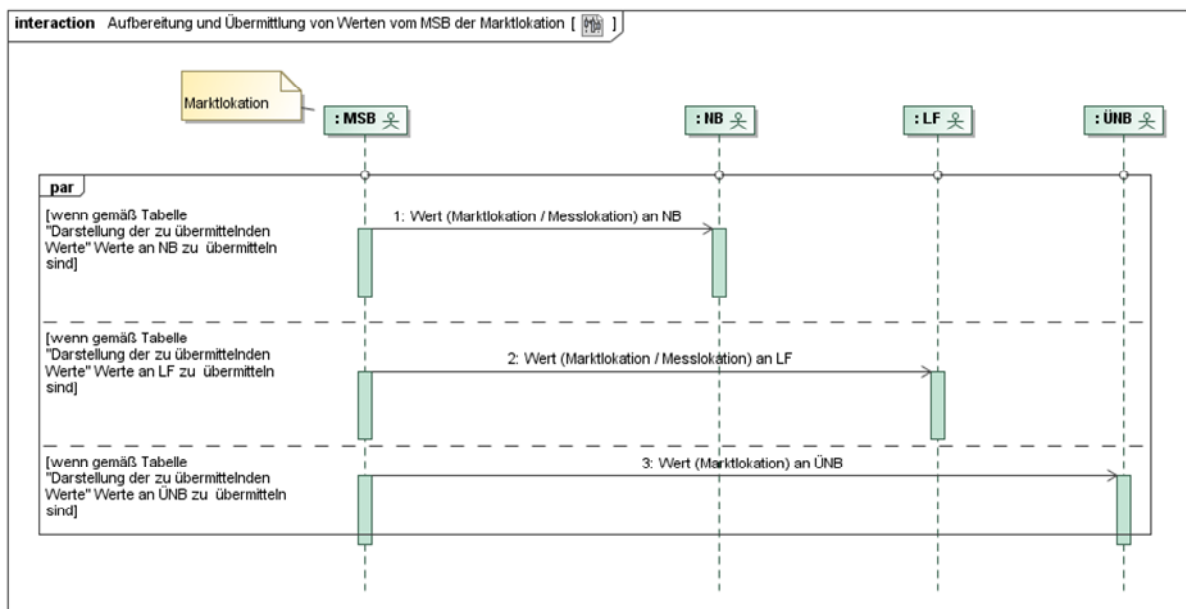 interaction Aufbereitung und Übermittlung von Werten vom MSB der Marktlokation [ ]
Marktlokation
: MSB
: NB
: LF
: ÜNB
par
[wenn gemäß Tabelle
"Darstellung der zu übermittelnden
Werte" Werte an NB zu übermitteln
sind]
1: Wert (Marktlokation / Messlokation) an NB
[wenn gemäß Tabelle
"Darstellung der zu übermittelnden
Werte" Werte an LF zu übermitteln
sind]
2: Wert (Marktlokation / Messlokation) an LF
[wenn gemäß Tabelle
"Darstellung der zu übermittelnden
Werte" Werte an ÜNB zu übermitteln
sind]
3: Wert (Marktlokation) an ÜNB